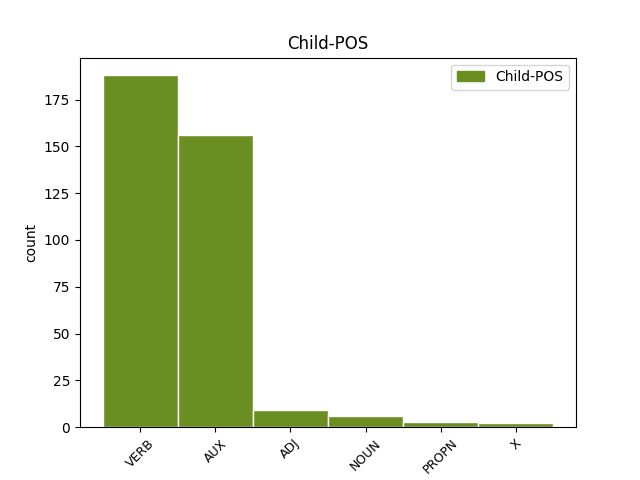 Child-POS
Child-POS
175
150
125
100
75
50
25
0
count
VERB
AUX
ADJ
NOUN
PROPN
X